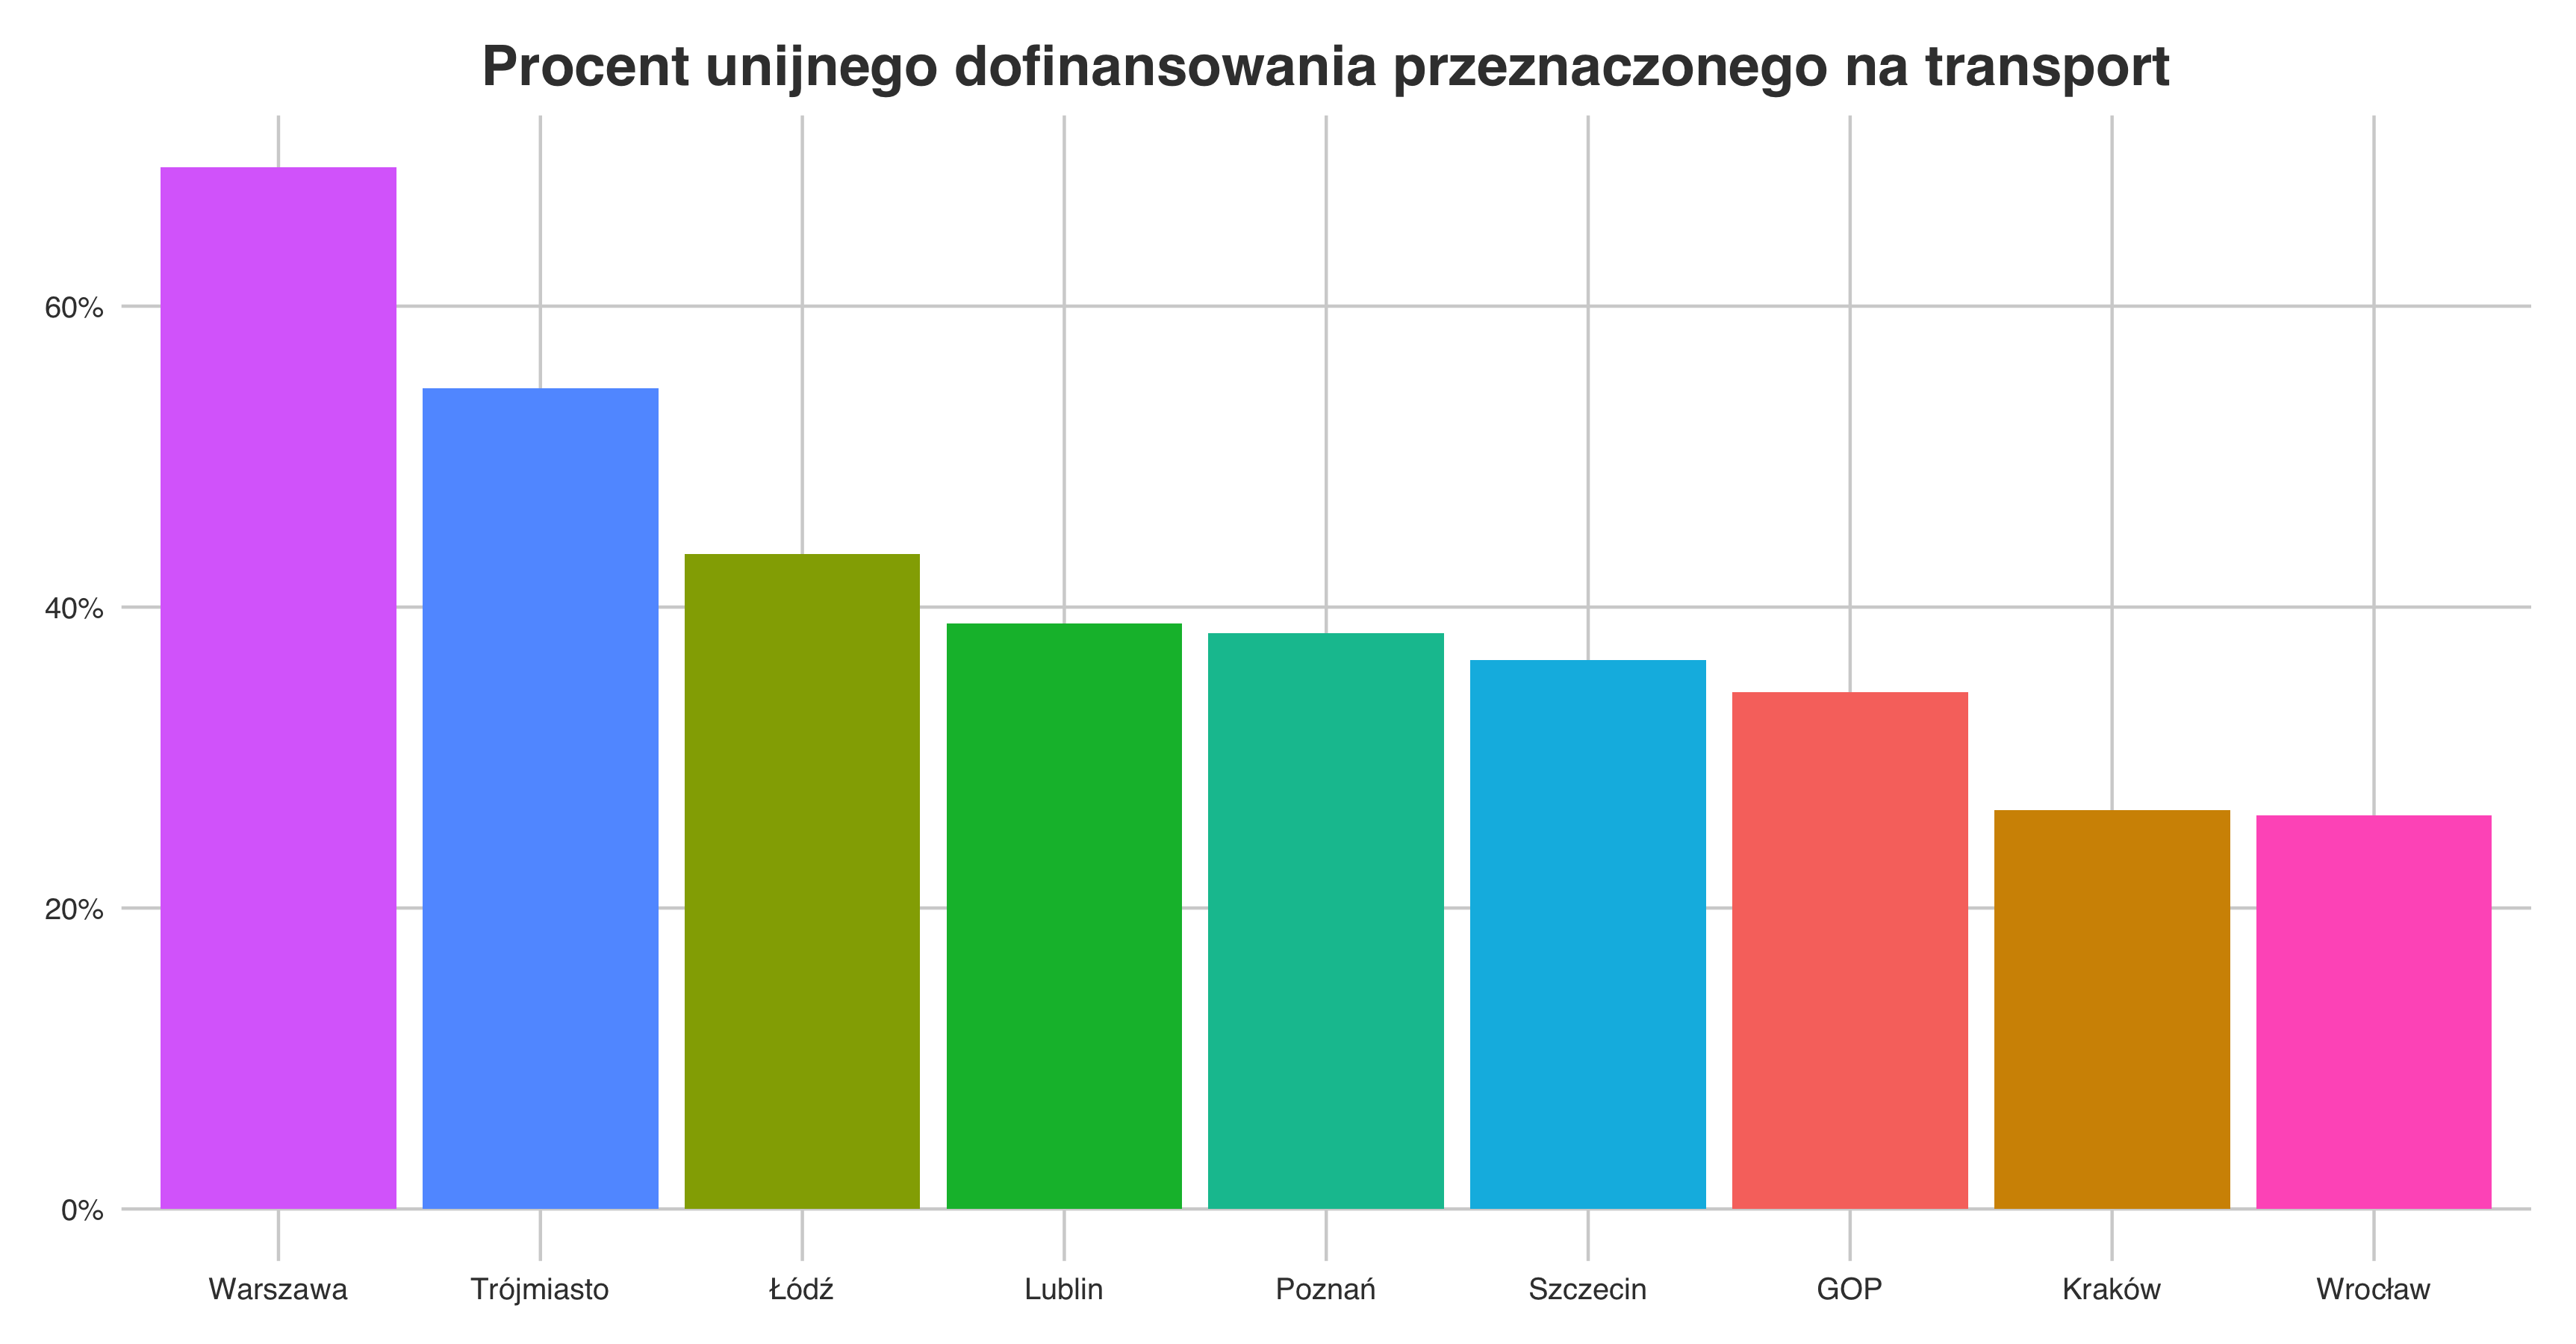 Procent unijnego dofinansowania przeznaczonego na transport
60%
40%
20%
0%
Warszawa Trójmiasto Łódź Lublin Poznań Szczecin GOP Kraków Wrocław